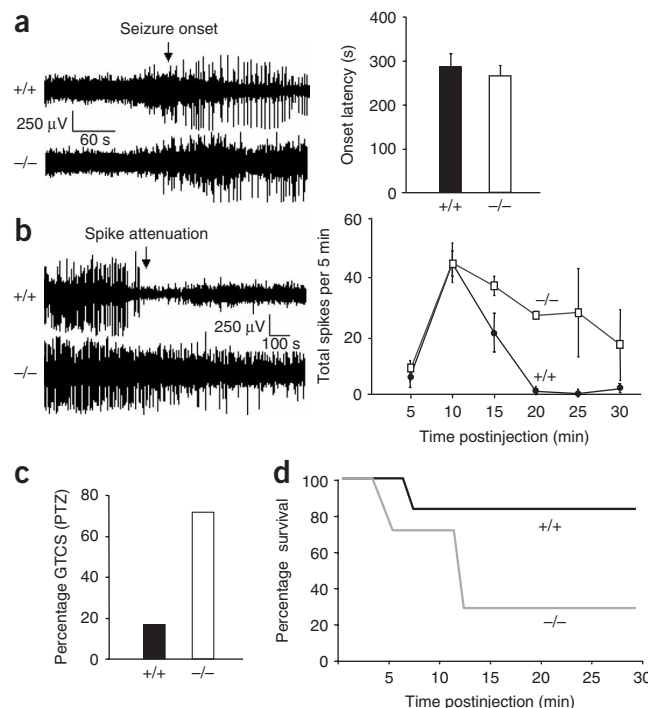 a
Seizure onset
+/+
250 µV
60 s
–/–
Onset latency (s)
400
300
200
100
0
+/+
–/–
b
Spike attenuation
+/+
250 µV
100 s
–/–
Total spikes per 5 min
60
40
20
0
–/–
+/+
5 10 15 20 25 30
Time postinjection (min)
c
Percentage GTCS (PTZ)
80
60
40
20
0
+/+
–/–
d
Percentage survival
100
80
60
40
20
0
+/+
–/–
5 10 15 20 25 30
Time postinjection (min)